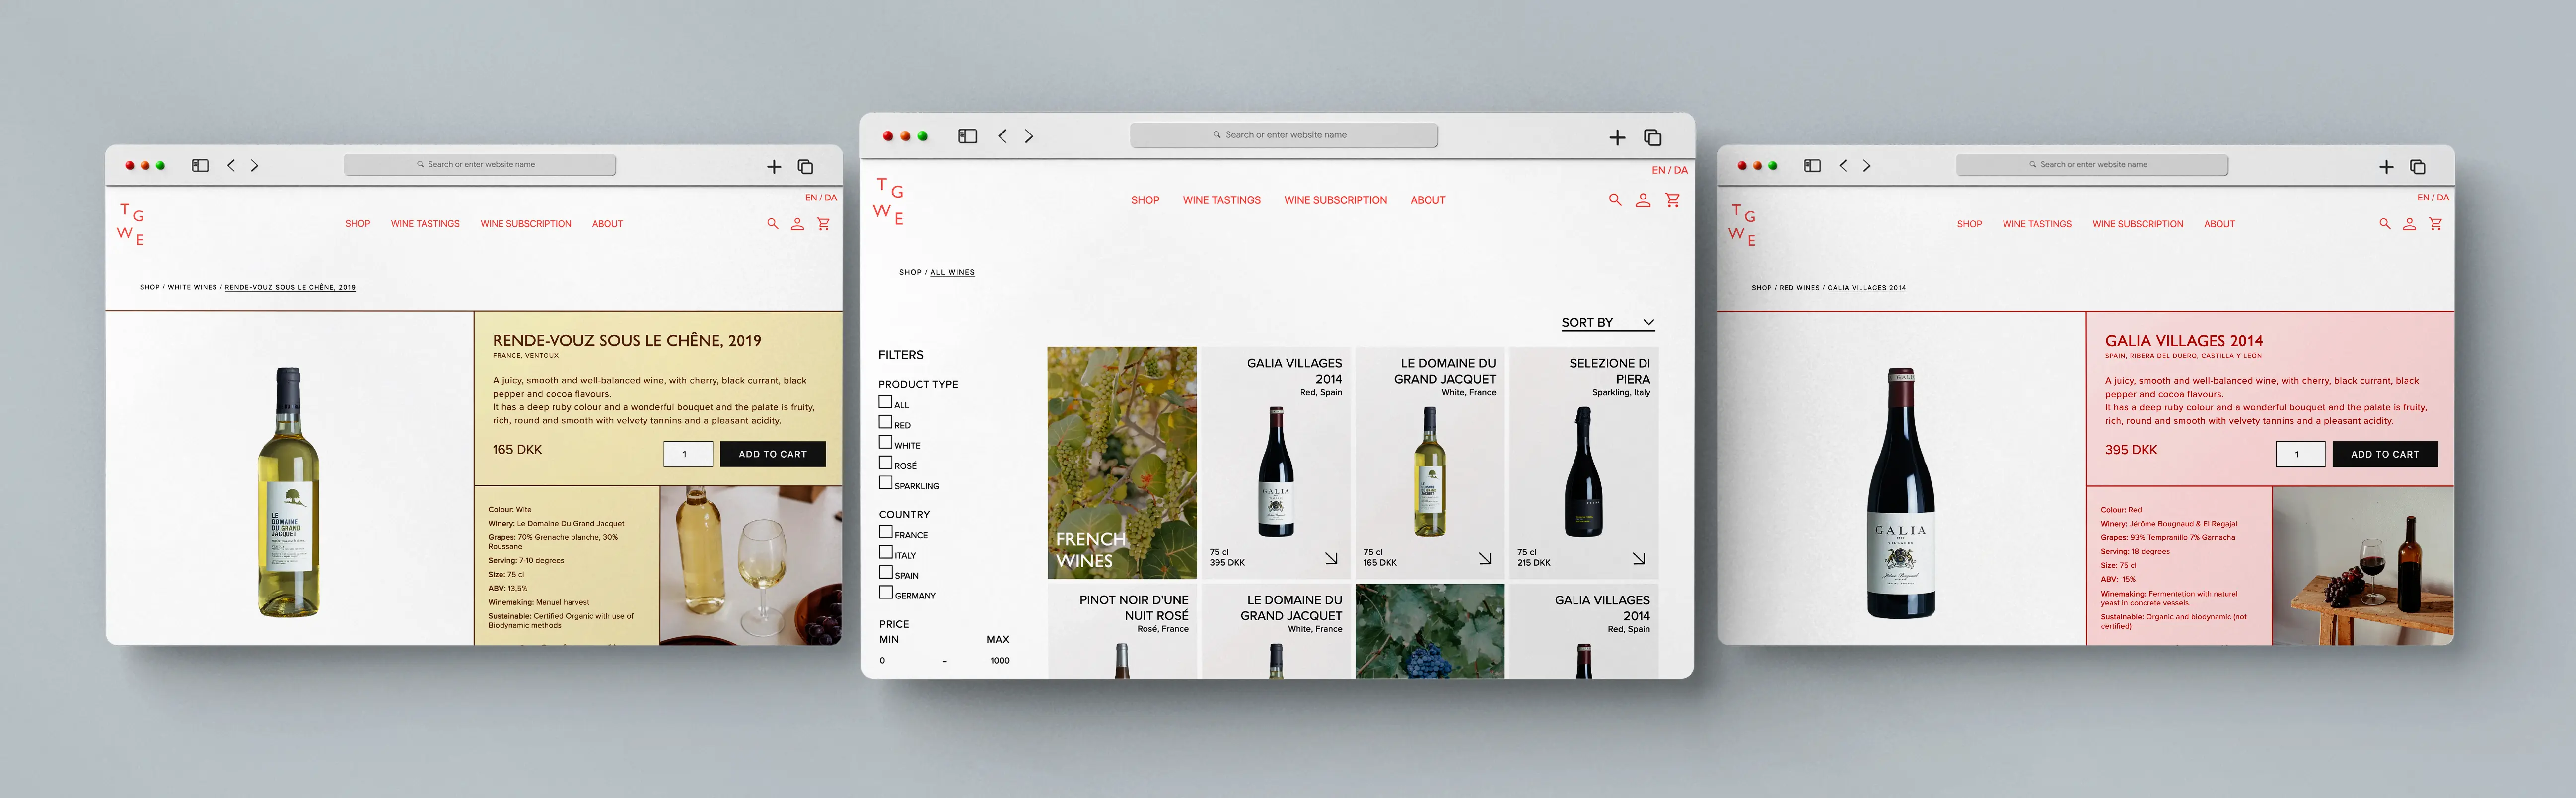 Search or enter website name
EN / DA
T G
W E
SHOP WINE TASTINGS WINE SUBSCRIPTION ABOUT
SHOP / WHITE WINES / RENDE-VOUZ SOUS LE CHÊNE, 2019
RENDE-VOUZ SOUS LE CHÊNE, 2019
FRANCE, VENTOUX
A juicy, smooth and well-balanced wine, with cherry, black currant, black
pepper and cocoa flavours.
It has a deep ruby colour and a wonderful bouquet and the palate is fruity,
rich, round and smooth with velvety tannins and a pleasant acidity.
165 DKK
1
ADD TO CART
LE
DOMAINE
DU GRAND
JACQUET
Colour: Wite
Winery: Le Domaine Du Grand Jacquet
Grapes: 70% Grenache blanche, 30%
Roussane
Serving: 7-10 degrees
Size: 75 cl
ABV: 13,5%
Winemaking: Manual harvest
Sustainable: Certified Organic with use of
Biodynamic methods
Search or enter website name
EN / DA
T G
W E
SHOP WINE TASTINGS WINE SUBSCRIPTION ABOUT
SHOP / ALL WINES
SORT BY
FILTERS
PRODUCT TYPE
ALL
RED
WHITE
ROSÉ
SPARKLING
COUNTRY
FRANCE
ITALY
SPAIN
GERMANY
PRICE
MIN MAX
0 - 1000
FRENCH
WINES
GALIA VILLAGES
2014
Red, Spain
GALIA
75 cl
395 DKK
LE DOMAINE DU
GRAND JACQUET
White, France
LE
DOMAINE
DU GRAND
JACQUET
75 cl
165 DKK
SELEZIONE DI
PIERA
Sparkling, Italy
75 cl
215 DKK
PINOT NOIR D'UNE
NUIT ROSÉ
Rosé, France
LE DOMAINE DU
GRAND JACQUET
White, France
GALIA VILLAGES
2014
Red, Spain
Search or enter website name
EN / DA
T G
W E
SHOP WINE TASTINGS WINE SUBSCRIPTION ABOUT
SHOP / RED WINES / GALIA VILLAGES 2014
GALIA VILLAGES 2014
SPAIN, RIBERA DEL DUERO, CASTILLA Y LEÓN
A juicy, smooth and well-balanced wine, with cherry, black currant, black
pepper and cocoa flavours.
It has a deep ruby colour and a wonderful bouquet and the palate is fruity,
rich, round and smooth with velvety tannins and a pleasant acidity.
395 DKK
1
ADD TO CART
GALIA
GALIA
VILLAGES
Colour: Red
Winery: Jérôme Bougnaud & El Regajal
Grapes: 93% Tempranillo 7% Garnacha
Serving: 18 degrees
Size: 75 cl
ABV: 15%
Winemaking: Fermentation with natural
yeast in concrete vessels.
Sustainable: Organic and biodynamic (not
certified)